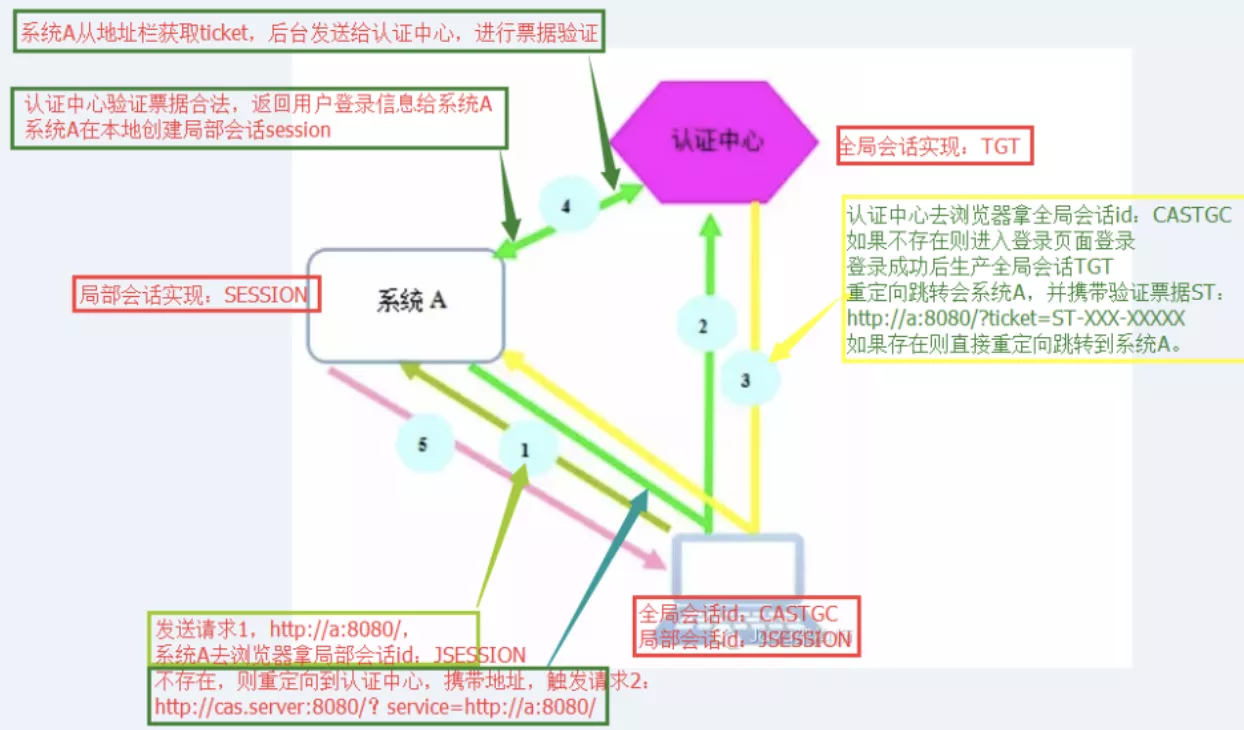 系统A从地址栏获取ticket，后台发送给认证中心，进行票据验证
认证中心验证票据合法，返回用户登录信息给系统A
系统A在本地创建局部会话session
认证中心
全局会话实现：TGT
4
认证中心去浏览器拿全局会话id：CASTGC
如果不存在则进入登录页面登录
登录成功后生产全局会话TGT
重定向跳转会系统A，并携带验证票据ST：
http://a:8080/?ticket=ST-XXX-XXXXX
如果存在则直接重定向跳转到系统A。
局部会话实现：SESSION
系统 A
2
3
5
1
发送请求1，http://a:8080/，
系统A去浏览器拿局部会话id：JSESSION
不存在，则重定向到认证中心，携带地址，触发请求2：
http://cas.server:8080/? service=http://a:8080/
全局会话id：CASTGC
局部会话id：JSESSION